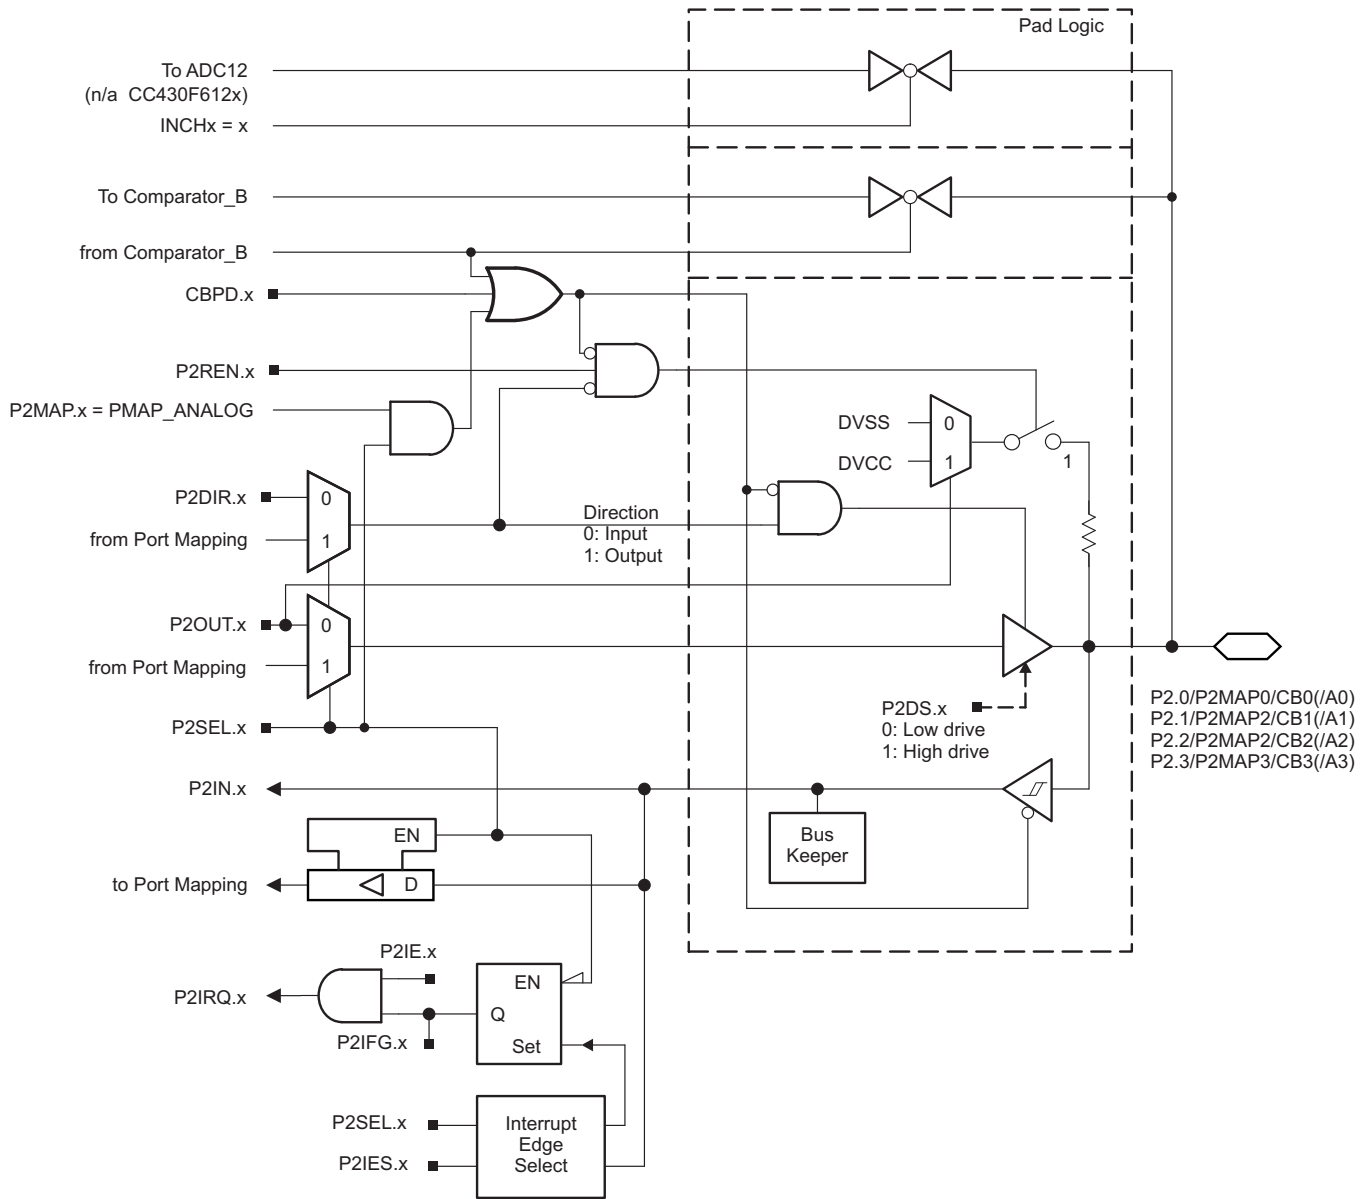 Pad Logic
To ADC12
(n/a CC430F612x)
INCHx = x
To Comparator_B
from Comparator_B
CBPD.x
P2REN.x
P2MAP.x = PMAP_ANALOG
DVSS
0
DVCC
1
1
P2DIR.x
0
from Port Mapping
1
Direction
0: Input
1: Output
P2OUT.x
0
from Port Mapping
1
P2SEL.x
P2DS.x
0: Low drive
1: High drive
P2.0/P2MAP0/CB0(/A0)
P2.1/P2MAP2/CB1(/A1)
P2.2/P2MAP2/CB2(/A2)
P2.3/P2MAP3/CB3(/A3)
P2IN.x
Bus
Keeper
EN
to Port Mapping
D
P2IE.x
P2IRQ.x
EN
Q
P2IFG.x
Set
P2SEL.x
P2IES.x
Interrupt
Edge
Select